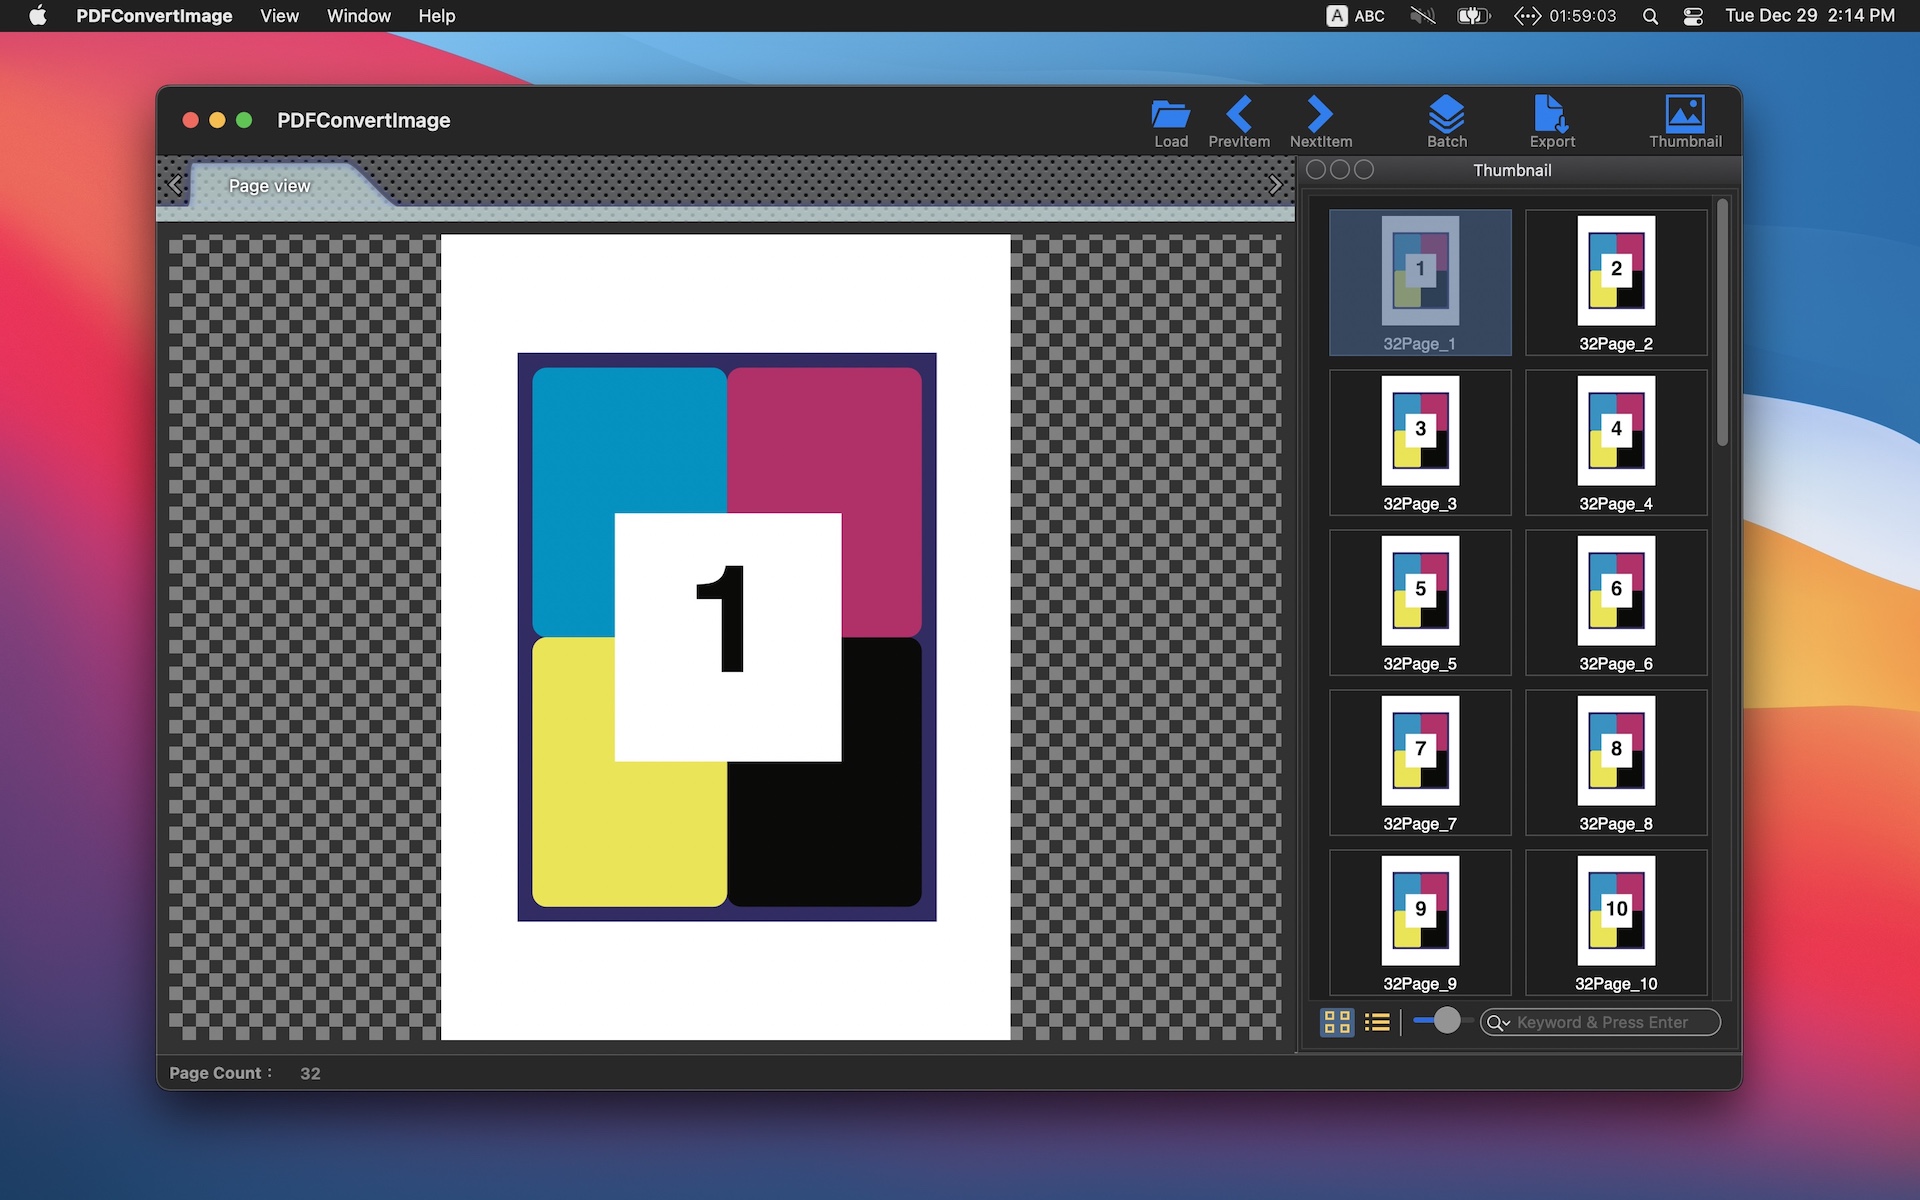 PDFConvertImage View Window Help A ABC 01:59:03 Tue Dec 29 2:14 PM
PDFConvertImage
Load PrevItem NextItem Batch Export Thumbnail
Page view
Thumbnail
1
1
32Page_1
2
32Page_2
3
32Page_3
4
32Page_4
5
32Page_5
6
32Page_6
7
32Page_7
8
32Page_8
9
32Page_9
10
32Page_10
Keyword & Press Enter
Page Count : 32